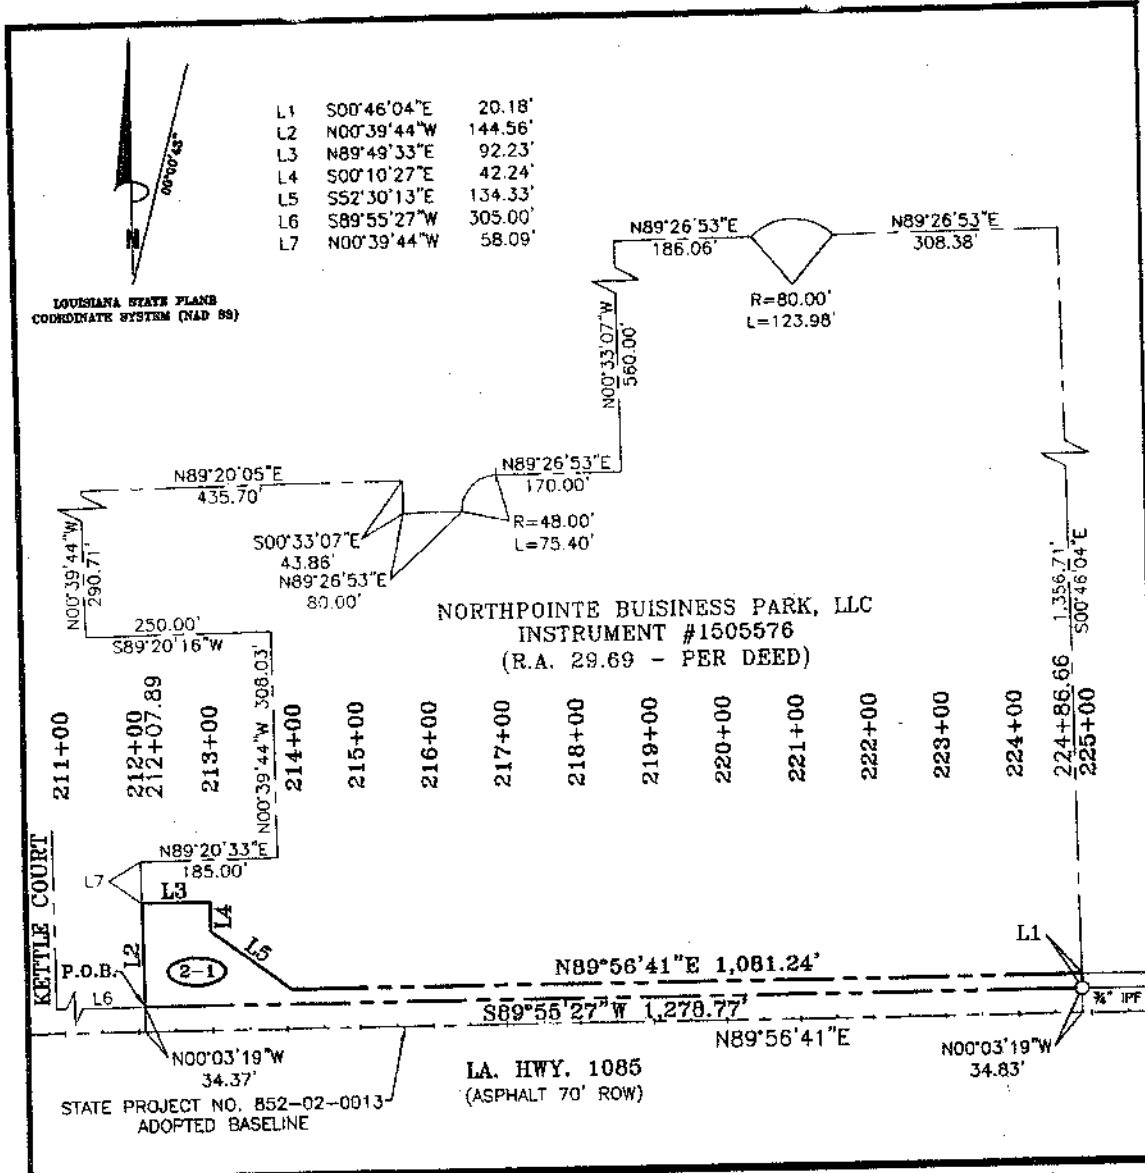 L1 S00°46'04"E 20.18'
L2 N00°39'44"W 144.56'
L3 N89°49'33"E 92.23'
L4 S00°10'27"E 42.24'
L5 S52°30'13"E 134.33'
L6 S89°55'27"W 305.00'
L7 N00°39'44"W 58.09'
N
LOUISIANA STATE PLANE
COORDINATE SYSTEM (NAD 83)
N89°26'53"E
186.06'
N89°26'53"E
308.38'
R=80.00'
L=123.98'
N00°33'07"W
560.00'
N89°26'53"E
170.00'
N89°20'05"E
435.70'
R=48.00'
L=75.40'
S00°33'07"E
43.86'
N89°26'53"E
80.00'
N00°39'44"W
290.71'
250.00'
S89°20'16"W
NORTHPOINTE BUISINESS PARK, LLC
INSTRUMENT #1505576
(R.A. 29.69 - PER DEED)
1,356.71'
S00°46'04"E
N00°39'44"W 308.03'
211+00
212+00
212+07.89
213+00
214+00
215+00
216+00
217+00
218+00
219+00
220+00
221+00
222+00
223+00
224+00
224+86.66
225+00
KETTLE COURT
N89°20'33"E
185.00'
L7
L3
L4
L2
L5
L1
P.O.B.
2-1
L6
N89°56'41"E 1,081.24'
S89°55'27"W 1,278.77'
¾" IPF
N89°56'41"E
N00°03'19"W
34.37'
N00°03'19"W
34.83'
LA. HWY. 1085
(ASPHALT 70' ROW)
STATE PROJECT NO. 852-02-0013
ADOPTED BASELINE